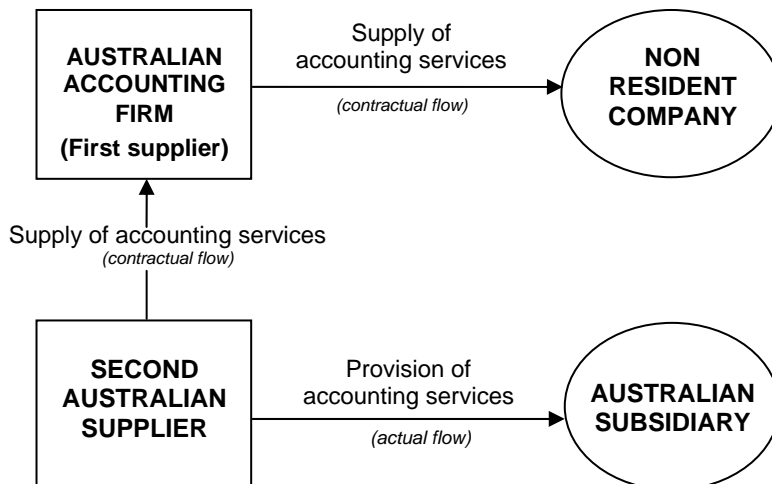 AUSTRALIAN
ACCOUNTING
FIRM
(First supplier)
Supply of
accounting services
(contractual flow)
NON
RESIDENT
COMPANY
Supply of accounting services
(contractual flow)
SECOND
AUSTRALIAN
SUPPLIER
Provision of
accounting services
(actual flow)
AUSTRALIAN
SUBSIDIARY